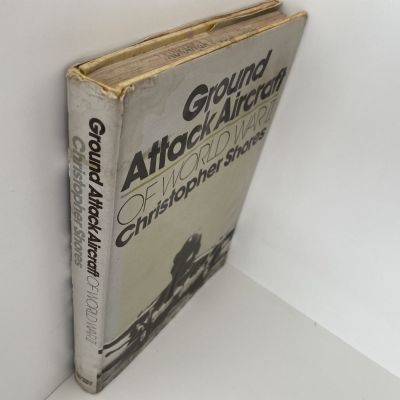 Ground
Attack Aircraft
OF WORLD WAR II
Christopher Shores
Ground Attack Aircraft OF WORLD WAR II
Christopher Shores